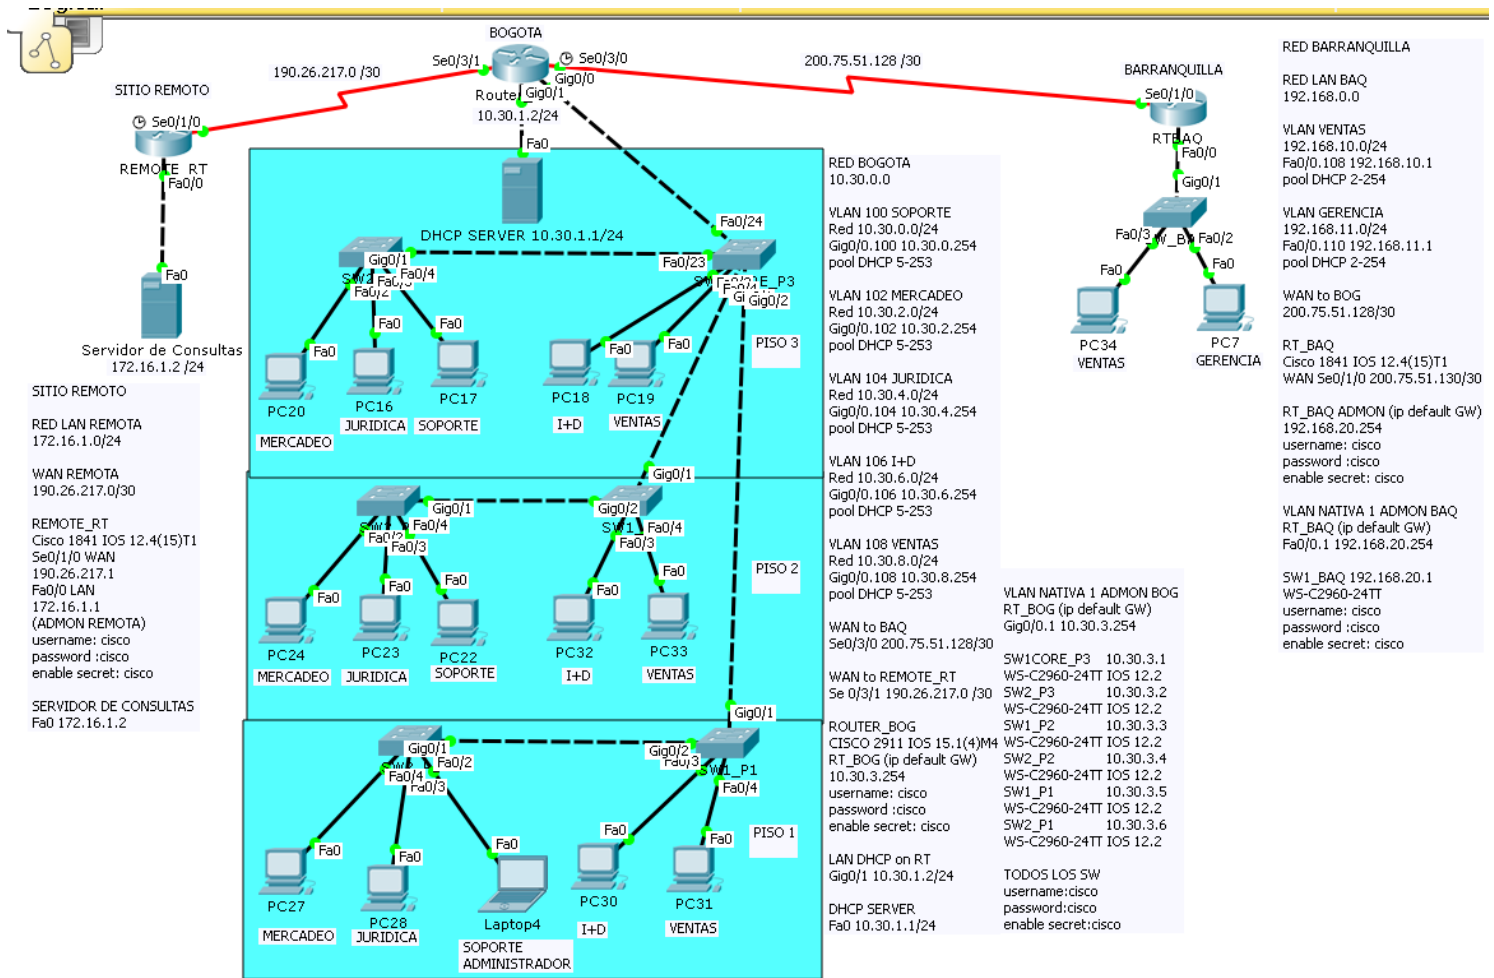 BOGOTA
Se0/3/1
Se0/3/0
Gig0/0
Gig0/1
10.30.1.2/24
Fa0
190.26.217.0 /30
200.75.51.128 /30
SITIO REMOTO
Se0/1/0
REMOTE_RT
Fa0/0
Fa0
Servidor de Consultas
172.16.1.2 /24
SITIO REMOTO
RED LAN REMOTA
172.16.1.0/24
WAN REMOTA
190.26.217.0/30
REMOTE_RT
Cisco 1841 IOS 12.4(15)T1
Se0/1/0 WAN
190.26.217.1
Fa0/0 LAN
172.16.1.1
(ADMON REMOTA)
username: cisco
password :cisco
enable secret: cisco
SERVIDOR DE CONSULTAS
Fa0 172.16.1.2
DHCP SERVER 10.30.1.1/24
Fa0/24
Fa0/23
Gig0/2
Gig0/1
Fa0/4
Fa0/2
Fa0
Fa0
Fa0
Fa0
Fa0
PISO 3
PC20
PC16
PC17
PC18
PC19
MERCADEO
JURIDICA
SOPORTE
I+D
VENTAS
Gig0/1
Gig0/1
Gig0/2
Fa0/4
Fa0/3
Fa0/4
Fa0/3
Fa0
Fa0
Fa0
Fa0
Fa0
PISO 2
PC24
PC23
PC22
PC32
PC33
MERCADEO
JURIDICA
SOPORTE
I+D
VENTAS
Gig0/1
Gig0/1
Gig0/2
Fa0/2
Fa0/4
Fa0/3
Fa0/3
SW1_P1
Fa0/4
Fa0
Fa0
Fa0
Fa0
Fa0
PISO 1
PC27
PC28
Laptop4
PC30
PC31
MERCADEO
JURIDICA
SOPORTE
ADMINISTRADOR
I+D
VENTAS
RED BOGOTA
10.30.0.0
VLAN 100 SOPORTE
Red 10.30.0.0/24
Gig0/0.100 10.30.0.254
pool DHCP 5-253
VLAN 102 MERCADEO
Red 10.30.2.0/24
Gig0/0.102 10.30.2.254
pool DHCP 5-253
VLAN 104 JURIDICA
Red 10.30.4.0/24
Gig0/0.104 10.30.4.254
pool DHCP 5-253
VLAN 106 I+D
Red 10.30.6.0/24
Gig0/0.106 10.30.6.254
pool DHCP 5-253
VLAN 108 VENTAS
Red 10.30.8.0/24
Gig0/0.108 10.30.8.254
pool DHCP 5-253
WAN to BAQ
Se0/3/0 200.75.51.128/30
WAN to REMOTE_RT
Se 0/3/1 190.26.217.0 /30
ROUTER_BOG
CISCO 2911 IOS 15.1(4)M4
RT_BOG (ip default GW)
10.30.3.254
username: cisco
password :cisco
enable secret: cisco
LAN DHCP on RT
Gig0/1 10.30.1.2/24
DHCP SERVER
Fa0 10.30.1.1/24
VLAN NATIVA 1 ADMON BOG
RT_BOG (ip default GW)
Gig0/0.1 10.30.3.254
SW1CORE_P3 10.30.3.1
WS-C2960-24TT IOS 12.2
SW2_P3 10.30.3.2
WS-C2960-24TT IOS 12.2
SW1_P2 10.30.3.3
WS-C2960-24TT IOS 12.2
SW2_P2 10.30.3.4
WS-C2960-24TT IOS 12.2
SW1_P1 10.30.3.5
WS-C2960-24TT IOS 12.2
SW2_P1 10.30.3.6
WS-C2960-24TT IOS 12.2
TODOS LOS SW
username:cisco
password:cisco
enable secret:cisco
BARRANQUILLA
Se0/1/0
Fa0/0
Gig0/1
Fa0/3
Fa0/2
Fa0
Fa0
PC34
VENTAS
PC7
GERENCIA
RED BARRANQUILLA
RED LAN BAQ
192.168.0.0
VLAN VENTAS
192.168.10.0/24
Fa0/0.108 192.168.10.1
pool DHCP 2-254
VLAN GERENCIA
192.168.11.0/24
Fa0/0.110 192.168.11.1
pool DHCP 2-254
WAN to BOG
200.75.51.128/30
RT_BAQ
Cisco 1841 IOS 12.4(15)T1
WAN Se0/1/0 200.75.51.130/30
RT_BAQ ADMON (ip default GW)
192.168.20.254
username: cisco
password :cisco
enable secret: cisco
VLAN NATIVA 1 ADMON BAQ
RT_BAQ (ip default GW)
Fa0/0.1 192.168.20.254
SW1_BAQ 192.168.20.1
WS-C2960-24TT
username: cisco
password :cisco
enable secret: cisco